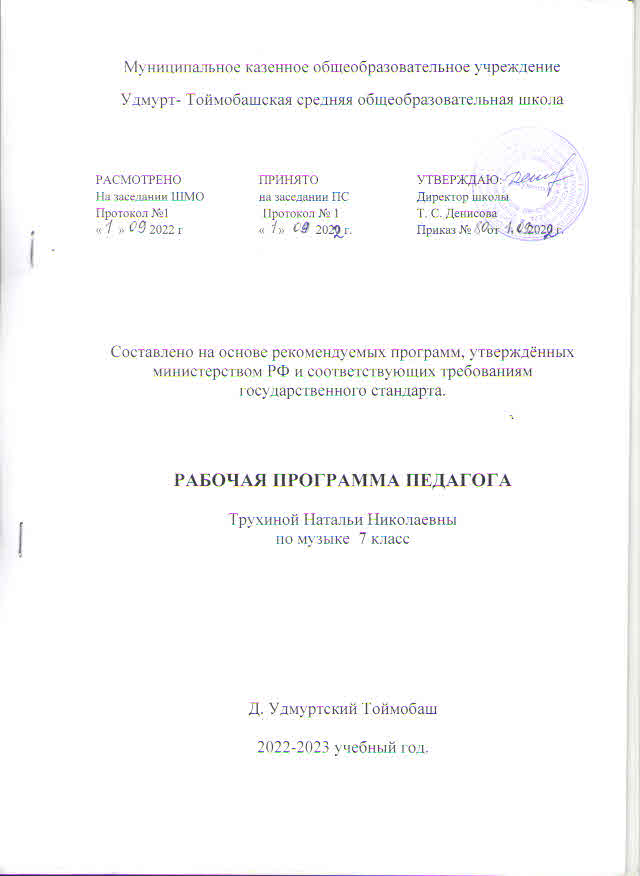 Муниципальное казенное общеобразовательное учреждение
Удмурт- Тоймобашская средняя общеобразовательная школа
РАСМОТРЕНО
На заседании ШМО
Протокол №1
« 1 » 09 2022 г
ПРИНЯТО
на заседании ПС
Протокол № 1
« 1 » 09 2022 г.
УТВЕРЖДАЮ:
Директор школы
Т. С. Денисова
Приказ № 80 от 1.09 2022 г.
Составлено на основе рекомендуемых программ, утверждённых
министерством РФ и соответствующих требованиям
государственного стандарта.
РАБОЧАЯ ПРОГРАММА ПЕДАГОГА
Трухиной Натальи Николаевны
по музыке 7 класс
Д. Удмуртский Тоймобаш
2022-2023 учебный год.